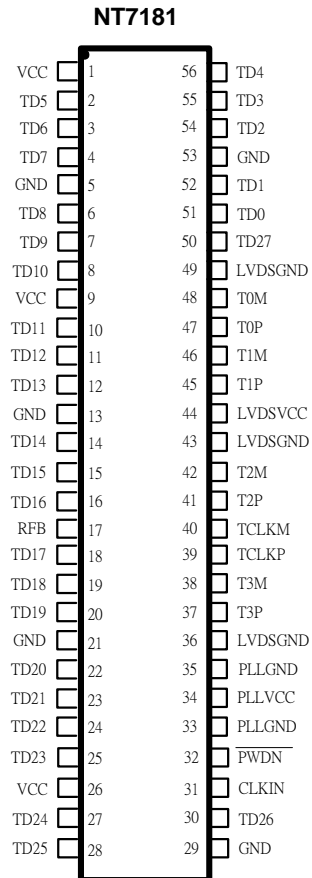 NT7181
VCC 1 56 TD4
TD5 2 55 TD3
TD6 3 54 TD2
TD7 4 53 GND
GND 5 52 TD1
TD8 6 51 TD0
TD9 7 50 TD27
TD10 8 49 LVDSGND
VCC 9 48 T0M
TD11 10 47 T0P
TD12 11 46 T1M
TD13 12 45 T1P
GND 13 44 LVDSVCC
TD14 14 43 LVDSGND
TD15 15 42 T2M
TD16 16 41 T2P
RFB 17 40 TCLKM
TD17 18 39 TCLKP
TD18 19 38 T3M
TD19 20 37 T3P
GND 21 36 LVDSGND
TD20 22 35 PLLGND
TD21 23 34 PLLVCC
TD22 24 33 PLLGND
TD23 25 32 PWDN
VCC 26 31 CLKIN
TD24 27 30 TD26
TD25 28 29 GND